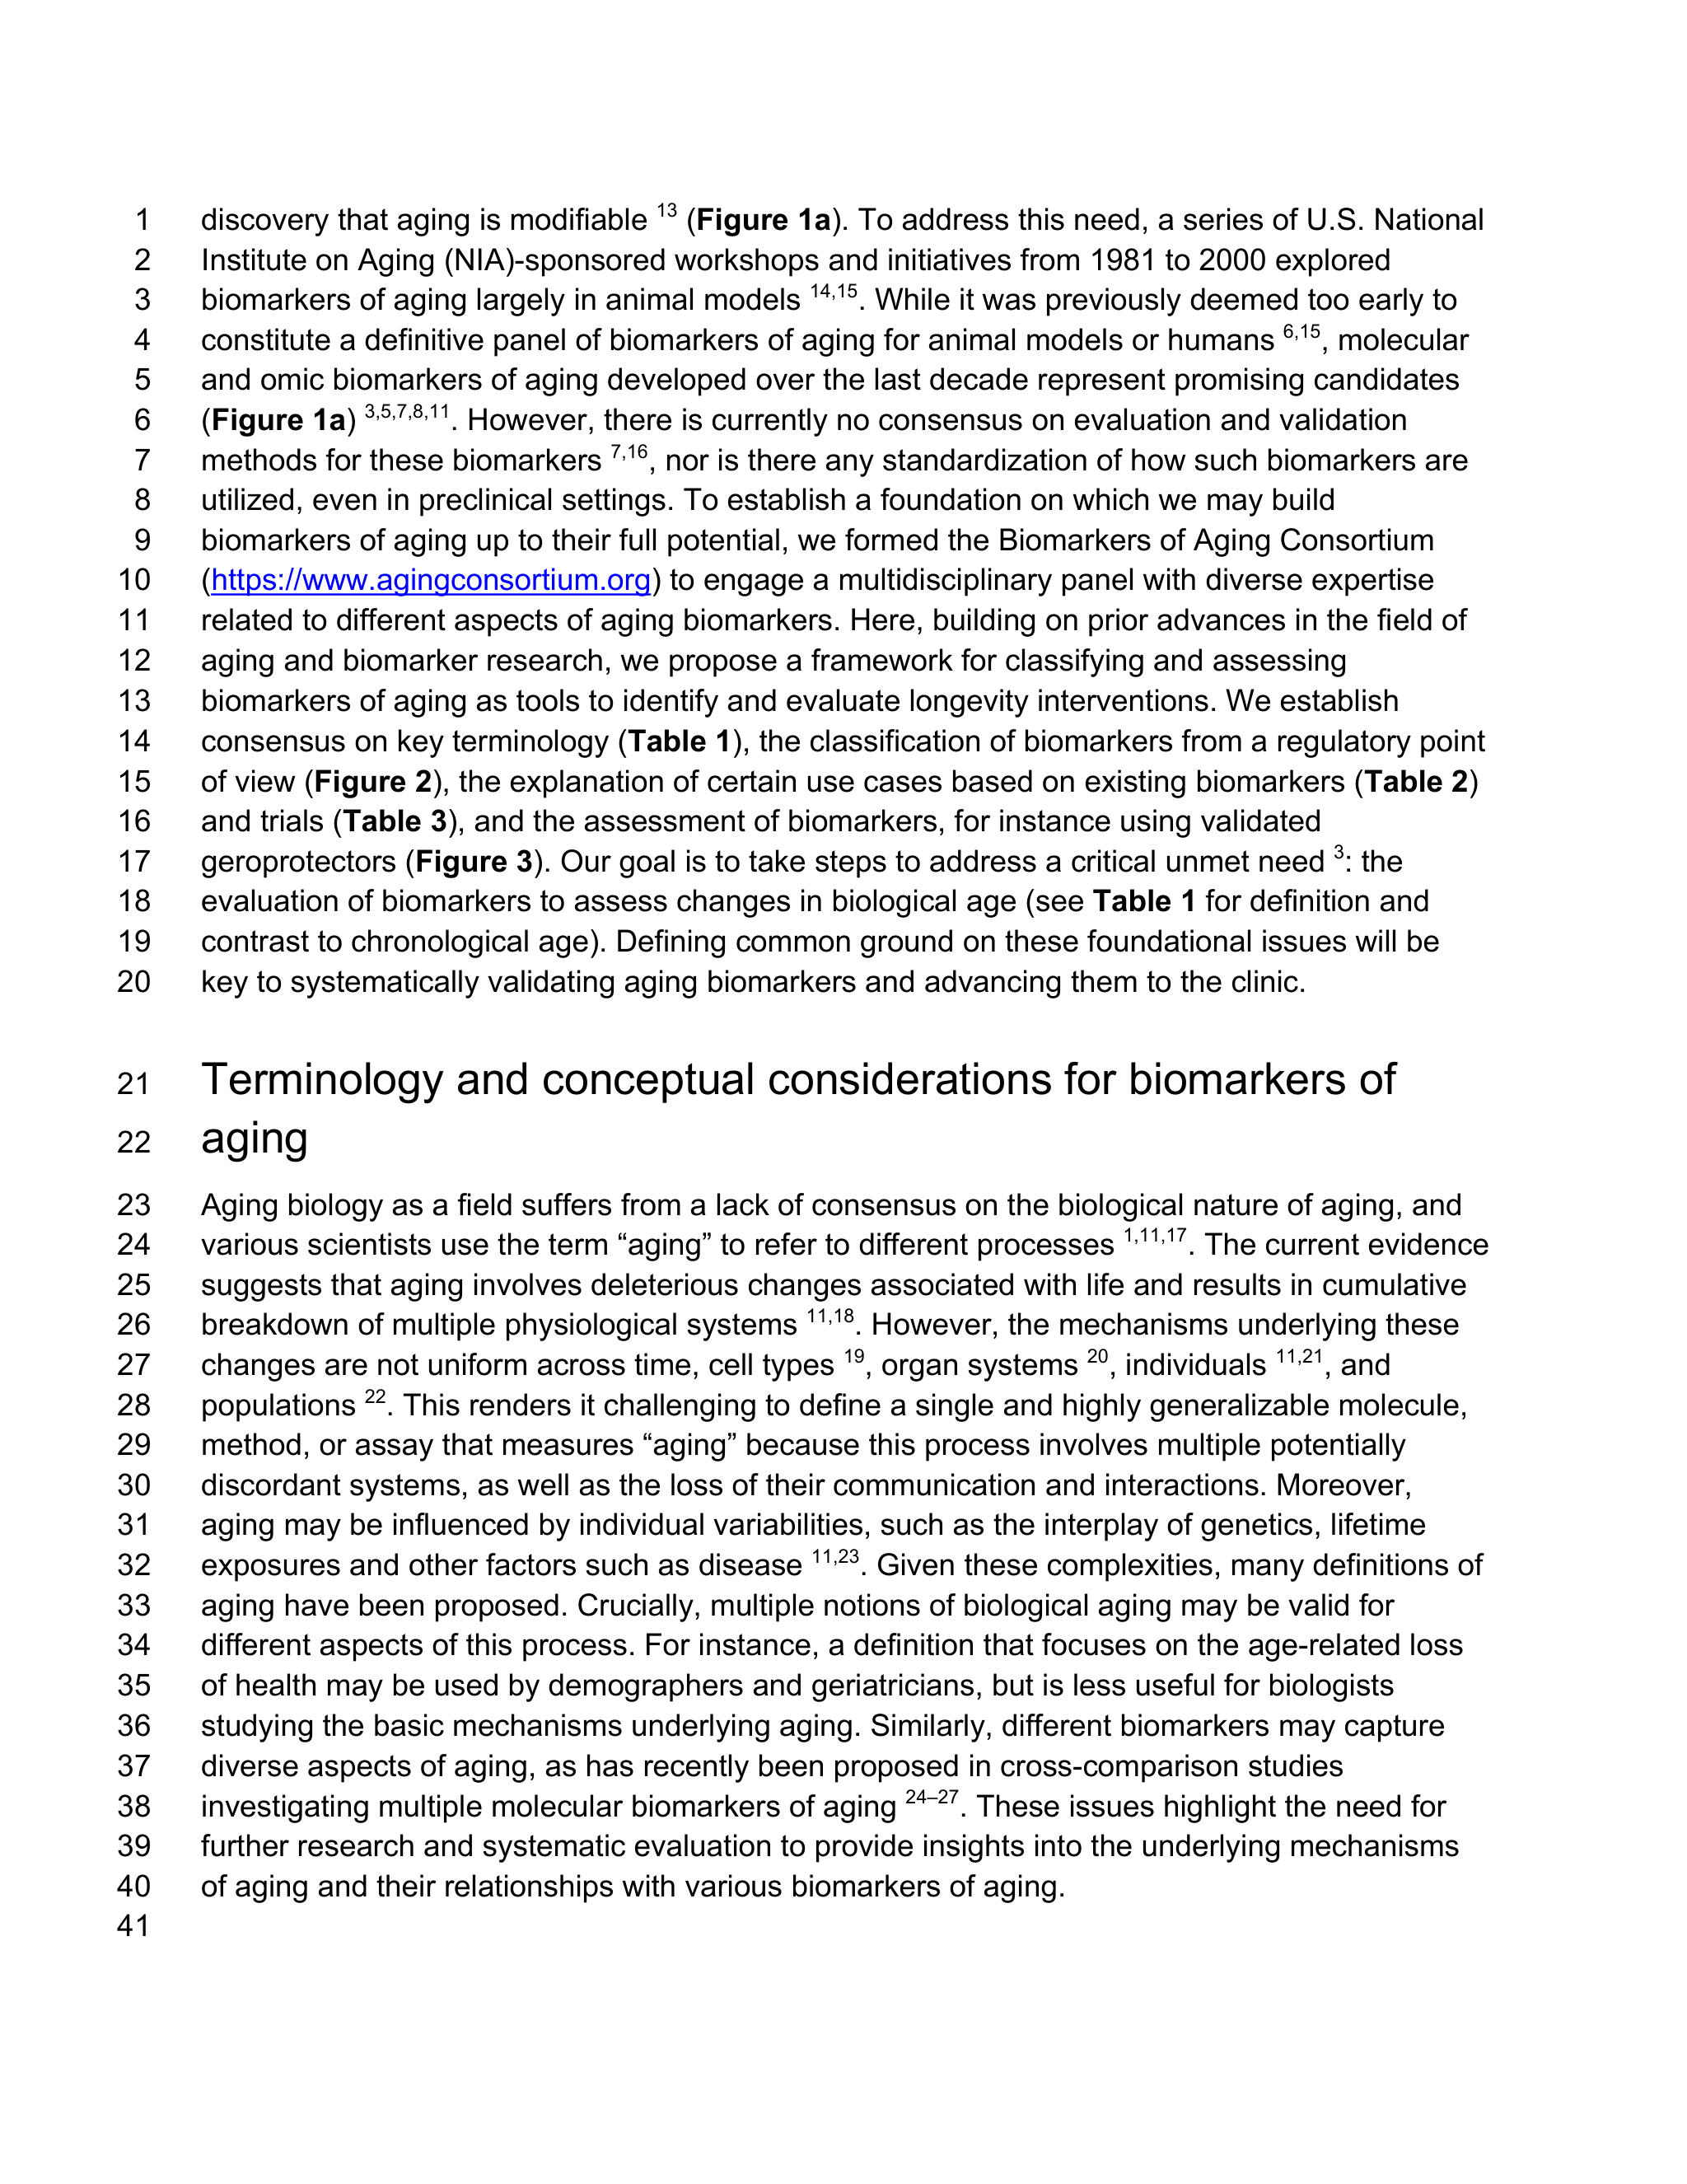 1 discovery that aging is modifiable 13 (Figure 1a). To address this need, a series of U.S. National
2 Institute on Aging (NIA)-sponsored workshops and initiatives from 1981 to 2000 explored
3 biomarkers of aging largely in animal models 14,15. While it was previously deemed too early to
4 constitute a definitive panel of biomarkers of aging for animal models or humans 6,15, molecular
5 and omic biomarkers of aging developed over the last decade represent promising candidates
6 (Figure 1a) 3,5,7,8,11. However, there is currently no consensus on evaluation and validation
7 methods for these biomarkers 7,16, nor is there any standardization of how such biomarkers are
8 utilized, even in preclinical settings. To establish a foundation on which we may build
9 biomarkers of aging up to their full potential, we formed the Biomarkers of Aging Consortium
10 (https://www.agingconsortium.org) to engage a multidisciplinary panel with diverse expertise
11 related to different aspects of aging biomarkers. Here, building on prior advances in the field of
12 aging and biomarker research, we propose a framework for classifying and assessing
13 biomarkers of aging as tools to identify and evaluate longevity interventions. We establish
14 consensus on key terminology (Table 1), the classification of biomarkers from a regulatory point
15 of view (Figure 2), the explanation of certain use cases based on existing biomarkers (Table 2)
16 and trials (Table 3), and the assessment of biomarkers, for instance using validated
17 geroprotectors (Figure 3). Our goal is to take steps to address a critical unmet need 3: the
18 evaluation of biomarkers to assess changes in biological age (see Table 1 for definition and
19 contrast to chronological age). Defining common ground on these foundational issues will be
20 key to systematically validating aging biomarkers and advancing them to the clinic.
21 Terminology and conceptual considerations for biomarkers of
22 aging
23 Aging biology as a field suffers from a lack of consensus on the biological nature of aging, and
24 various scientists use the term “aging” to refer to different processes 1,11,17. The current evidence
25 suggests that aging involves deleterious changes associated with life and results in cumulative
26 breakdown of multiple physiological systems 11,18. However, the mechanisms underlying these
27 changes are not uniform across time, cell types 19, organ systems 20, individuals 11,21, and
28 populations 22. This renders it challenging to define a single and highly generalizable molecule,
29 method, or assay that measures “aging” because this process involves multiple potentially
30 discordant systems, as well as the loss of their communication and interactions. Moreover,
31 aging may be influenced by individual variabilities, such as the interplay of genetics, lifetime
32 exposures and other factors such as disease 11,23. Given these complexities, many definitions of
33 aging have been proposed. Crucially, multiple notions of biological aging may be valid for
34 different aspects of this process. For instance, a definition that focuses on the age-related loss
35 of health may be used by demographers and geriatricians, but is less useful for biologists
36 studying the basic mechanisms underlying aging. Similarly, different biomarkers may capture
37 diverse aspects of aging, as has recently been proposed in cross-comparison studies
38 investigating multiple molecular biomarkers of aging 24–27. These issues highlight the need for
39 further research and systematic evaluation to provide insights into the underlying mechanisms
40 of aging and their relationships with various biomarkers of aging.
41